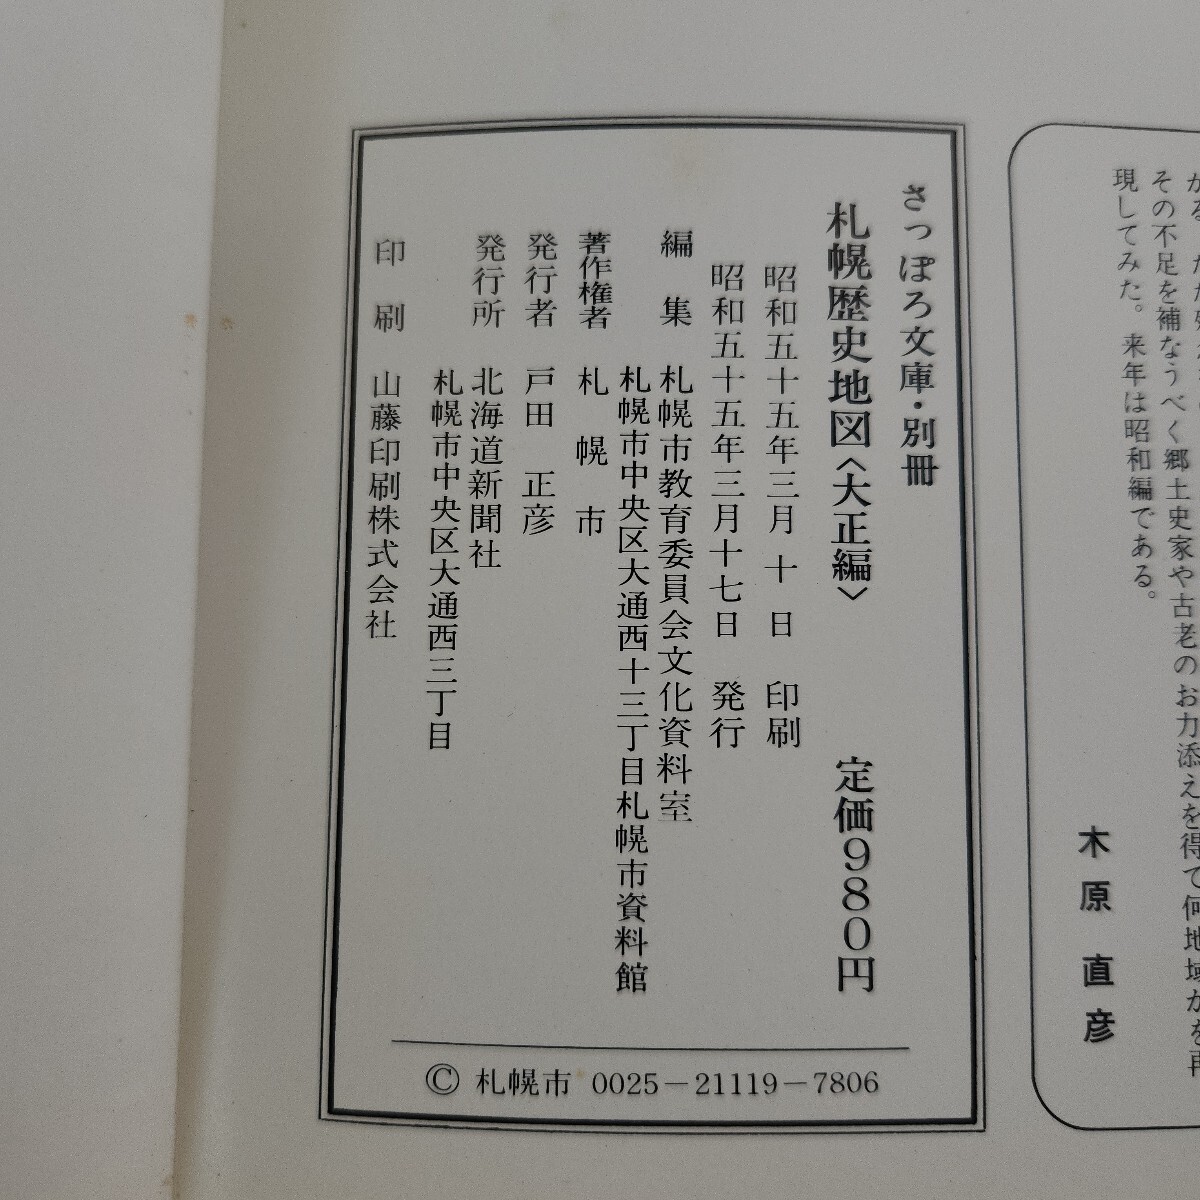 その不足を補なうべく郷土史家や古老のお力添えを得て何地域かを再
現してみた。来年は昭和編である。
木原直彦
さっぽろ文庫・別冊
札幌歴史地図〈大正編〉 定価980円
昭和五十五年三月十日 印刷
昭和五十五年三月十七日 発行
編集 札幌市教育委員会文化資料室
札幌市中央区大通西十三丁目札幌市資料館
著作権者 札幌市
発行者 戸田正彦
発行所 北海道新聞社
札幌市中央区大通西三丁目
印刷 山藤印刷株式会社
© 札幌市 0025-21119-7806